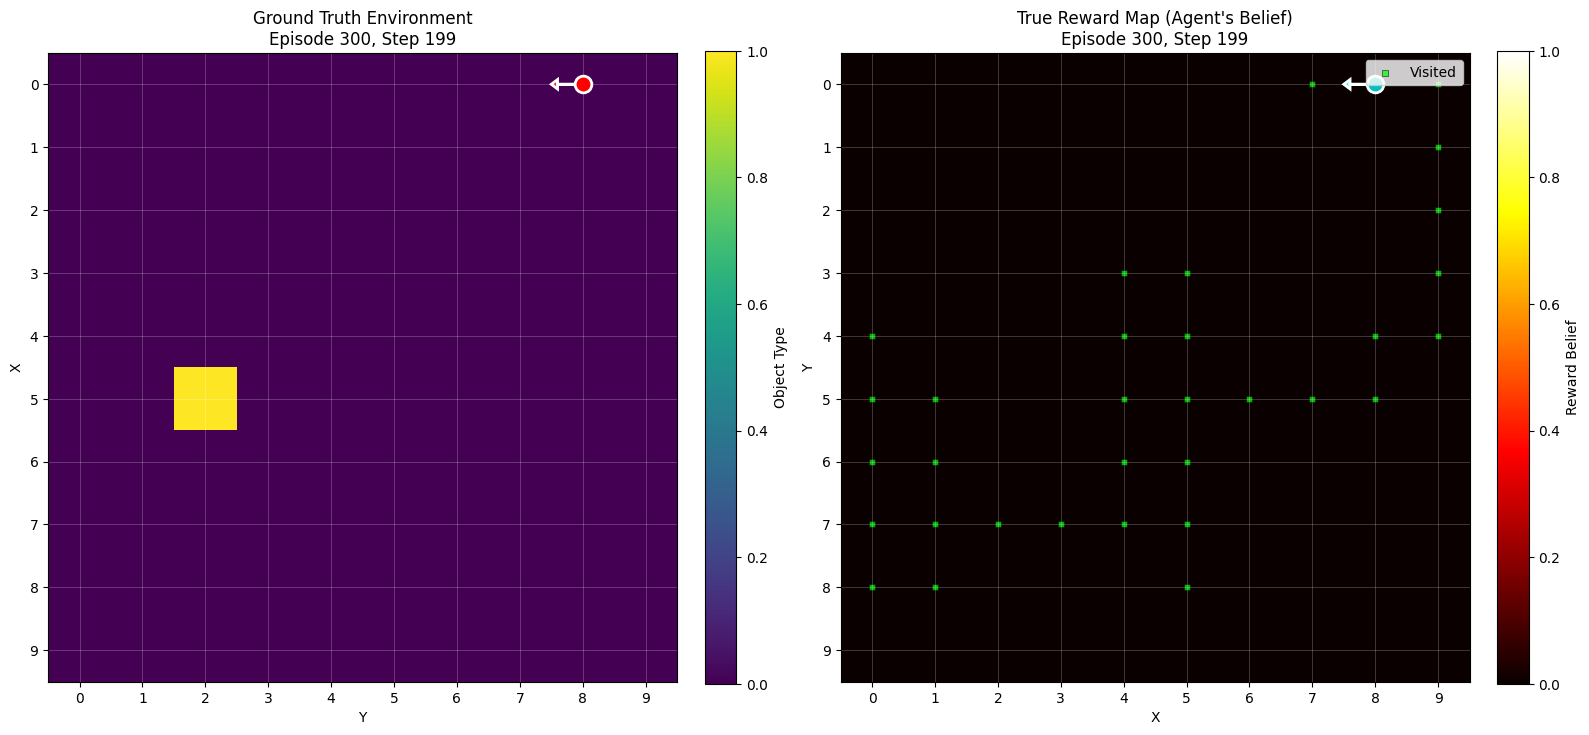 Ground Truth Environment
Episode 300, Step 199
X
0
1
2
3
4
5
6
7
8
9
0 1 2 3 4 5 6 7 8 9
Y
1.0
0.8
0.6
0.4
0.2
0.0
Object Type
True Reward Map (Agent's Belief)
Episode 300, Step 199
Visited
Y
0
1
2
3
4
5
6
7
8
9
0 1 2 3 4 5 6 7 8 9
X
1.0
0.8
0.6
0.4
0.2
0.0
Reward Belief